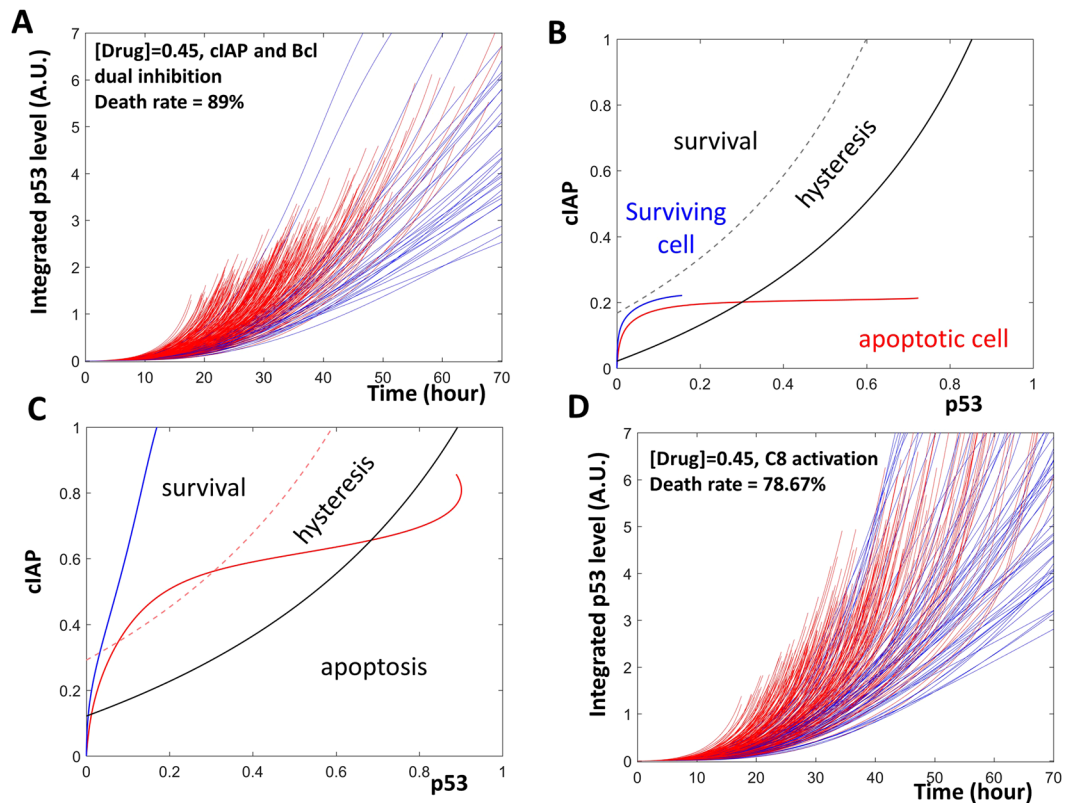 A
[Drug]=0.45, cIAP and Bcl
dual inhibition
Death rate = 89%
Integrated p53 level (A.U.)
7
6
5
4
3
2
1
0
0 10 20 30 40 50 60 70
Time (hour)
B
1
0.8
0.6
0.4
0.2
0
cIAP
survival
hysteresis
Surviving
cell
apoptotic cell
0 0.2 0.4 0.6 0.8 1
p53
C
1
0.8
0.6
0.4
0.2
0
cIAP
survival
hysteresis
apoptosis
0 0.2 0.4 0.6 0.8 1
p53
D
[Drug]=0.45, C8 activation
Death rate = 78.67%
Integrated p53 level (A.U.)
7
6
5
4
3
2
1
0
0 10 20 30 40 50 60 70
Time (hour)